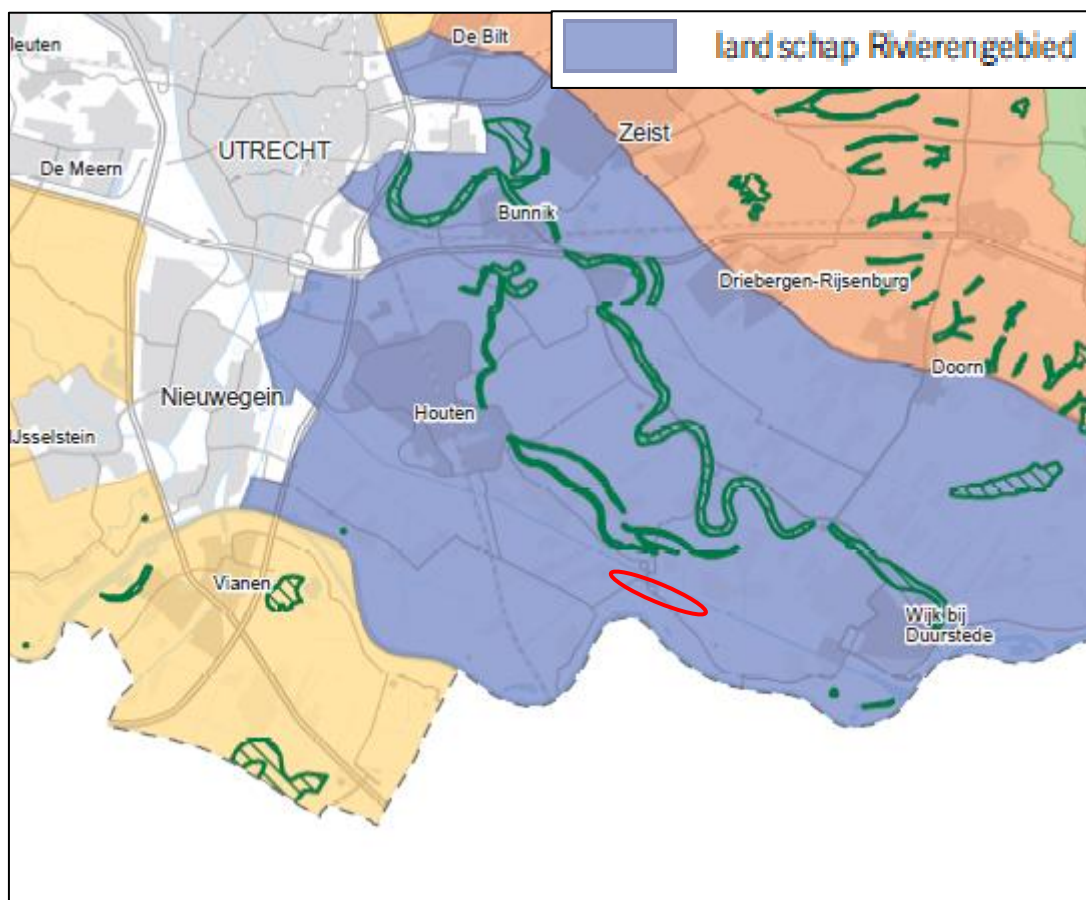 De Bilt
landschap Rivierengebied
leuten
UTRECHT
Zeist
De Meern
Bunnik
Driebergen-Rijsenburg
Doorn
Nieuwegein
Houten
IJsselstein
Vianen
Wijk bij
Duurstede